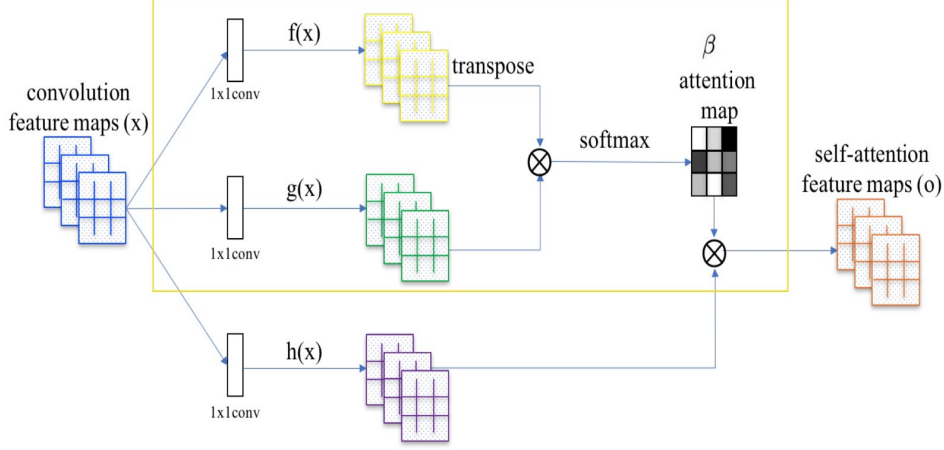 convolution
feature maps (x)
1x1conv
f(x)
transpose
1x1conv
g(x)
softmax
β
attention
map
self-attention
feature maps (o)
1x1conv
h(x)